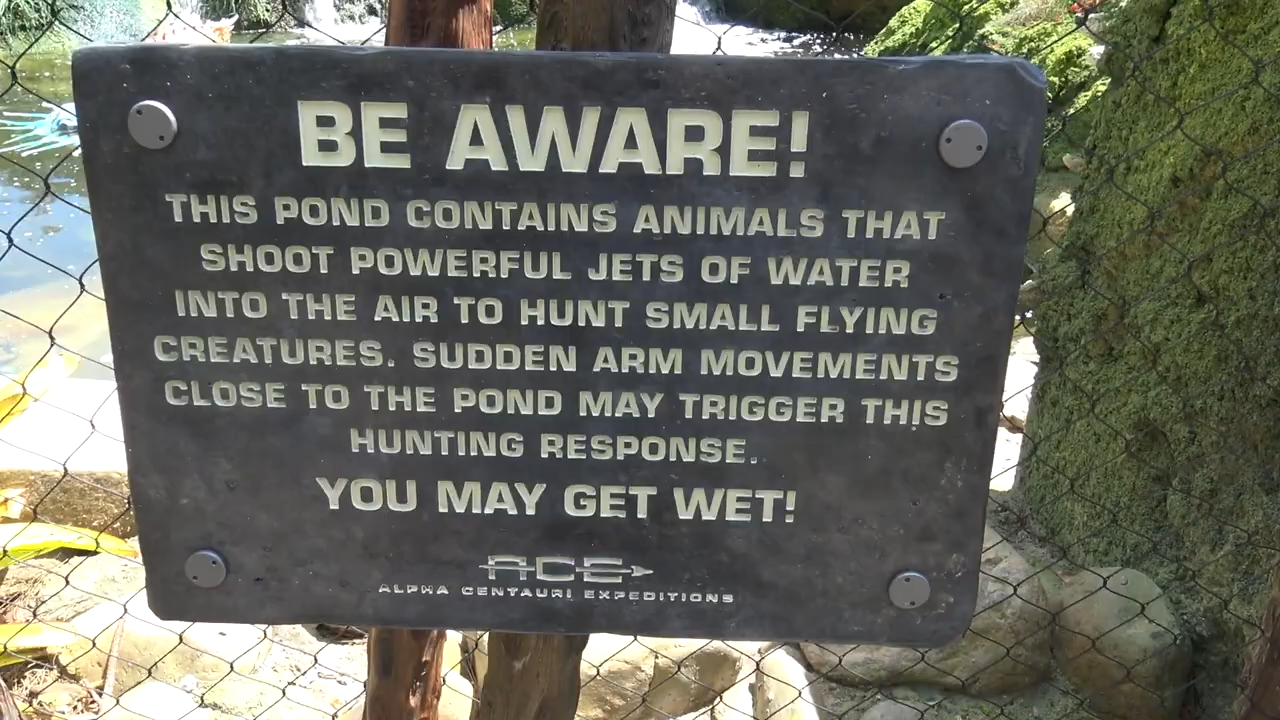 BE AWARE!
THIS POND CONTAINS ANIMALS THAT
SHOOT POWERFUL JETS OF WATER
INTO THE AIR TO HUNT SMALL FLYING
CREATURES. SUDDEN ARM MOVEMENTS
CLOSE TO THE POND MAY TRIGGER THIS
HUNTING RESPONSE.
YOU MAY GET WET!
ACE
ALPHA CENTAURI EXPEDITIONS